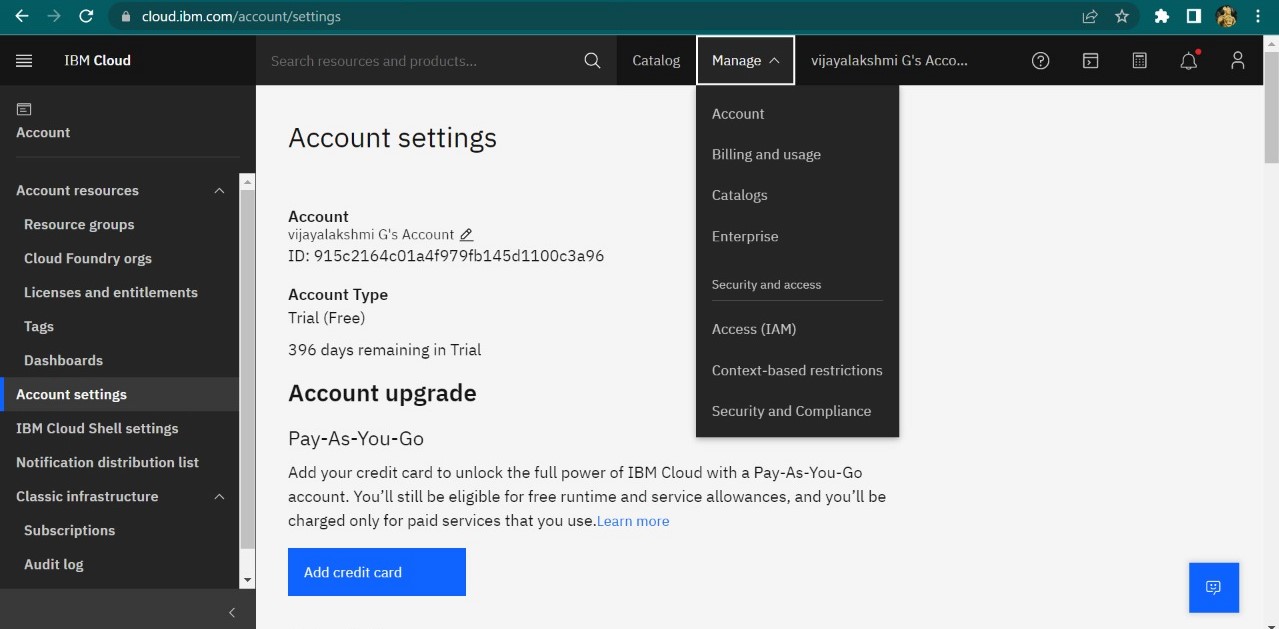 cloud.ibm.com/account/settings
IBM Cloud
Search resources and products...
Catalog
Manage
vijayalakshmi G's Acco...
Account
Account resources
Resource groups
Cloud Foundry orgs
Licenses and entitlements
Tags
Dashboards
Account settings
IBM Cloud Shell settings
Notification distribution list
Classic infrastructure
Subscriptions
Audit log
Account settings
Account
vijayalakshmi G's Account
ID: 915c2164c01a4f979fb145d1100c3a96
Account Type
Trial (Free)
396 days remaining in Trial
Account upgrade
Pay-As-You-Go
Add your credit card to unlock the full power of IBM Cloud with a Pay-As-You-Go
account. You’ll still be eligible for free runtime and service allowances, and you’ll be
charged only for paid services that you use.Learn more
Add credit card
Account
Billing and usage
Catalogs
Enterprise
Security and access
Access (IAM)
Context-based restrictions
Security and Compliance